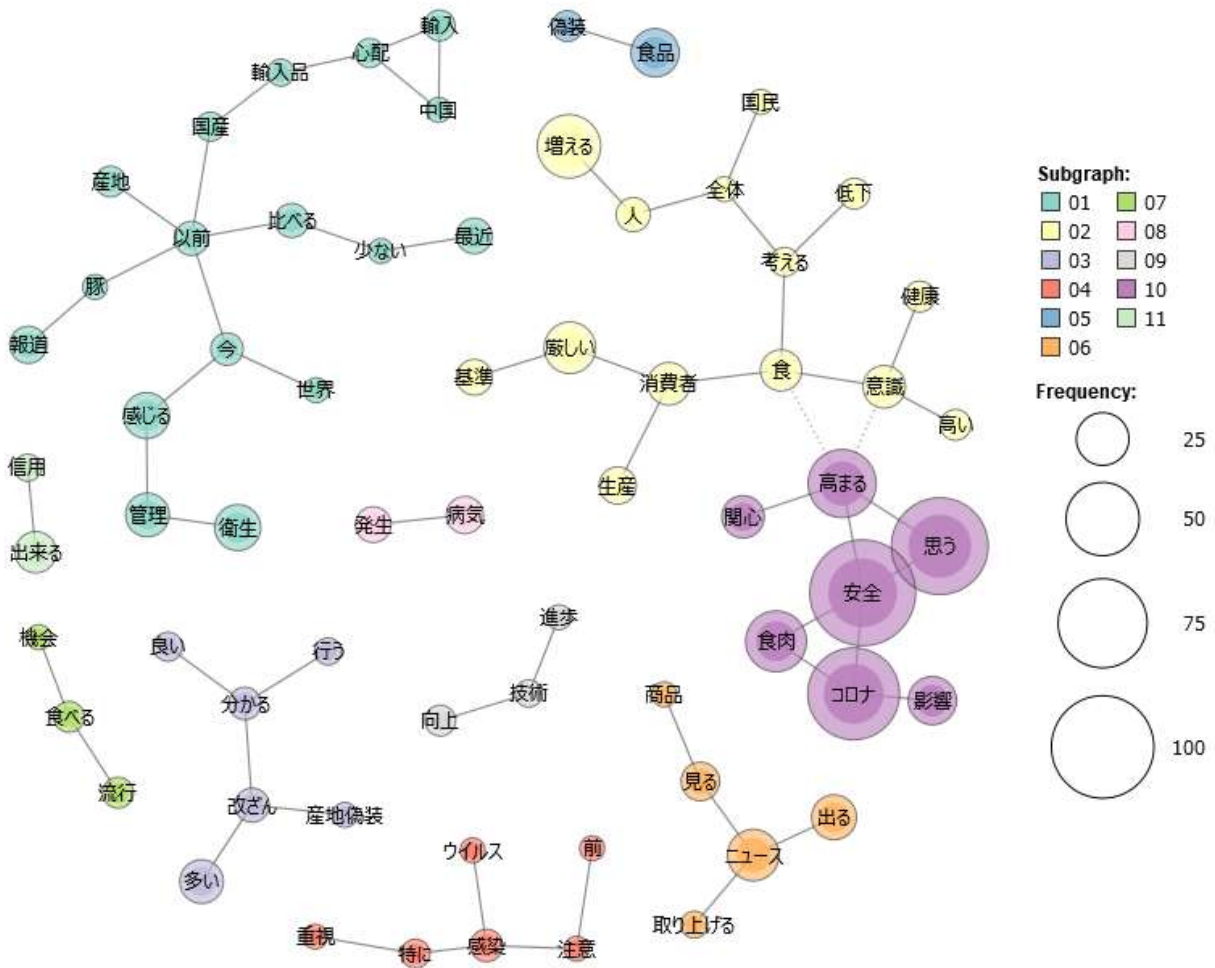 輸入
偽装
心配
食品
輸入品
国民
中国
国産
増える
産地
全体
低下
人
比べる
以前
最近
少ない
考える
豚
健康
報道
今
厳しい
食
基準
消費者
意識
世界
感じる
高い
信用
生産
高まる
管理
衛生
発生
病気
関心
出来る
思う
安全
進歩
機会
良い
行う
食肉
技術
商品
コロナ
影響
分かる
食べる
向上
見る
流行
改ざん
産地偽装
出る
ウイルス
前
ニュース
多い
取り上げる
重視
特に
感染
注意
Subgraph:
01 07
02 08
03 09
04 10
05 11
06
Frequency:
25
50
75
100